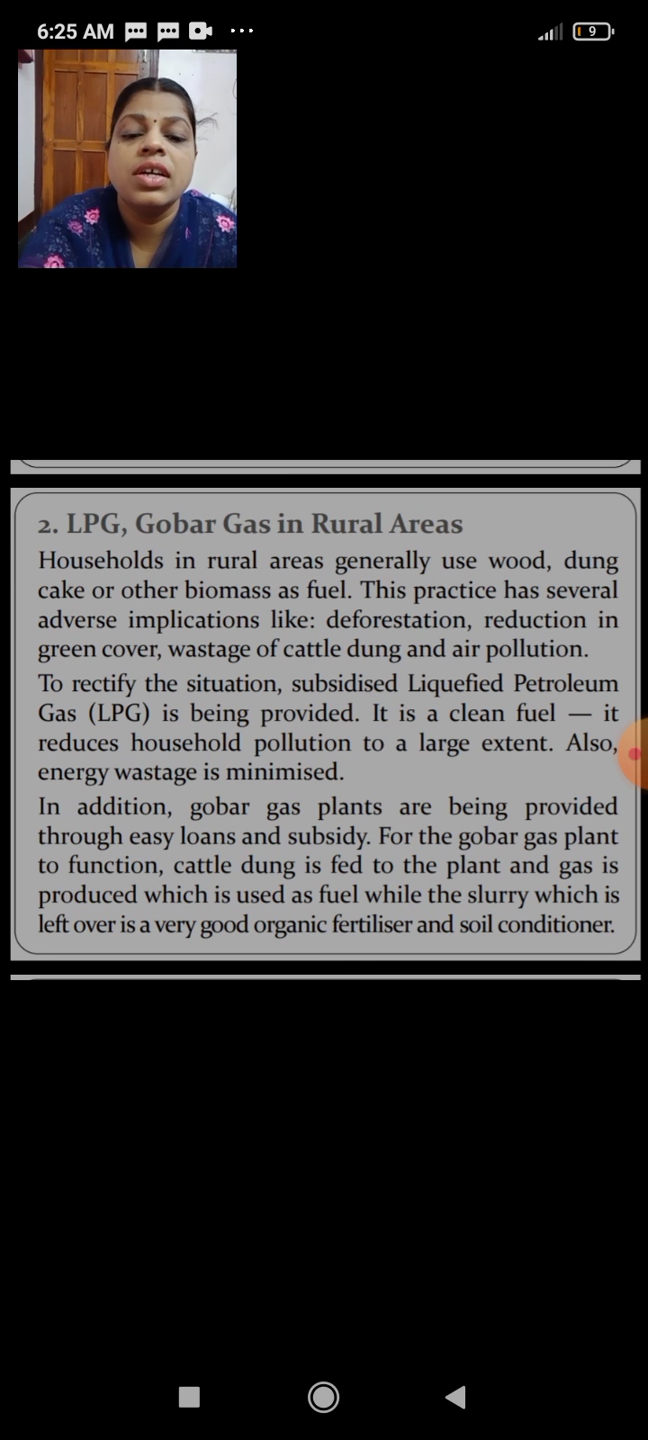 6:25 AM
9
2. LPG, Gobar Gas in Rural Areas
Households in rural areas generally use wood, dung
cake or other biomass as fuel. This practice has several
adverse implications like: deforestation, reduction in
green cover, wastage of cattle dung and air pollution.
To rectify the situation, subsidised Liquefied Petroleum
Gas (LPG) is being provided. It is a clean fuel — it
reduces household pollution to a large extent. Also,
energy wastage is minimised.
In addition, gobar gas plants are being provided
through easy loans and subsidy. For the gobar gas plant
to function, cattle dung is fed to the plant and gas is
produced which is used as fuel while the slurry which is
left over is a very good organic fertiliser and soil conditioner.